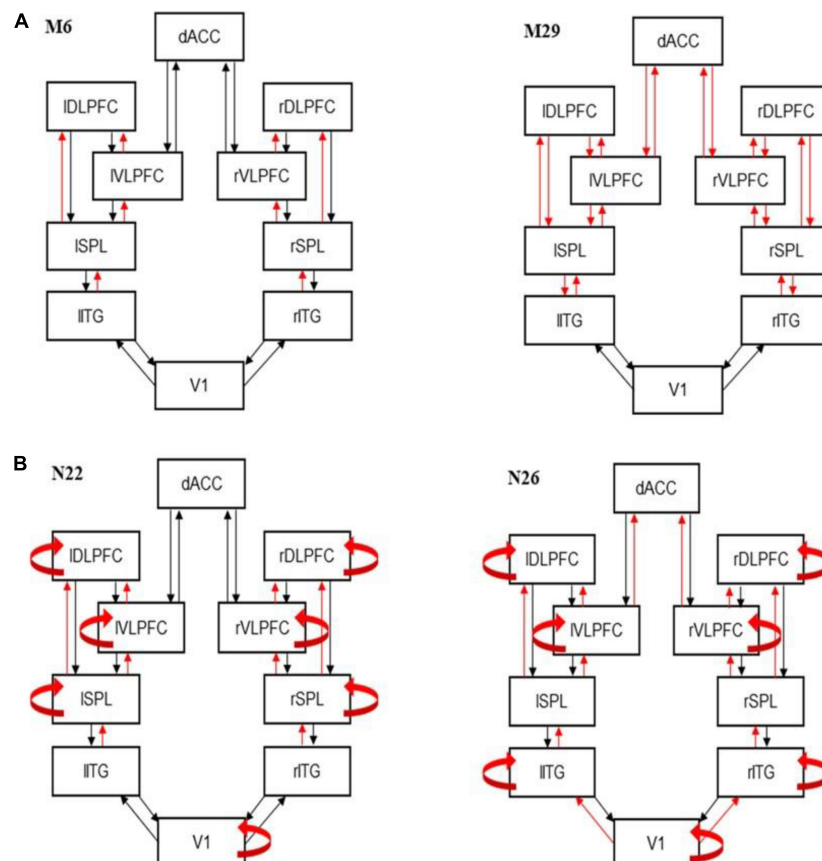 A
M6
dACC
lDLPFC
rDLPFC
lVLPFC
rVLPFC
lSPL
rSPL
lITG
rITG
V1
M29
dACC
lDLPFC
rDLPFC
lVLPFC
rVLPFC
lSPL
rSPL
lITG
rITG
V1
B
N22
dACC
lDLPFC
rDLPFC
lVLPFC
rVLPFC
lSPL
rSPL
lITG
rITG
V1
N26
dACC
lDLPFC
rDLPFC
lVLPFC
rVLPFC
lSPL
rSPL
lITG
rITG
V1